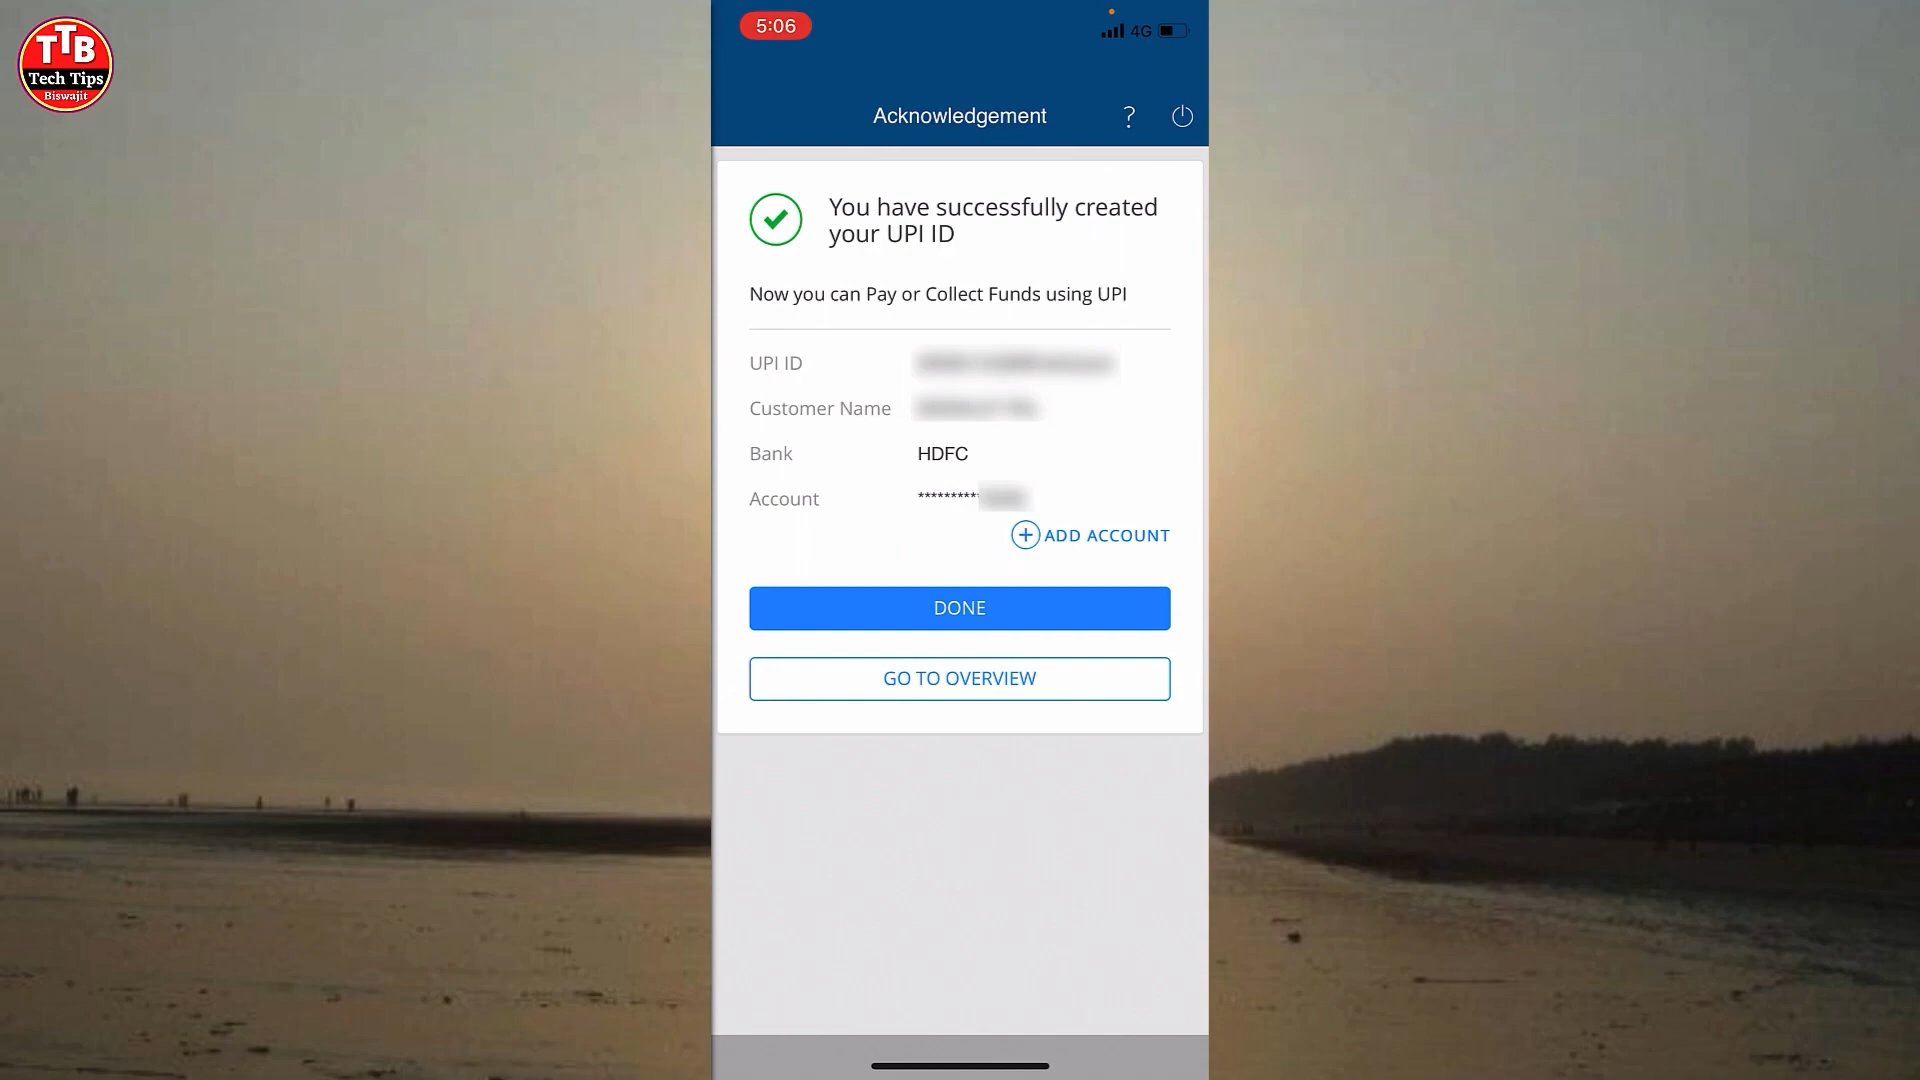 TTB
Tech Tips
Biswajit
5:06
4G
Acknowledgement
?
You have successfully created
your UPI ID
Now you can Pay or Collect Funds using UPI
UPI ID
Customer Name
Bank HDFC
Account **********
ADD ACCOUNT
DONE
GO TO OVERVIEW